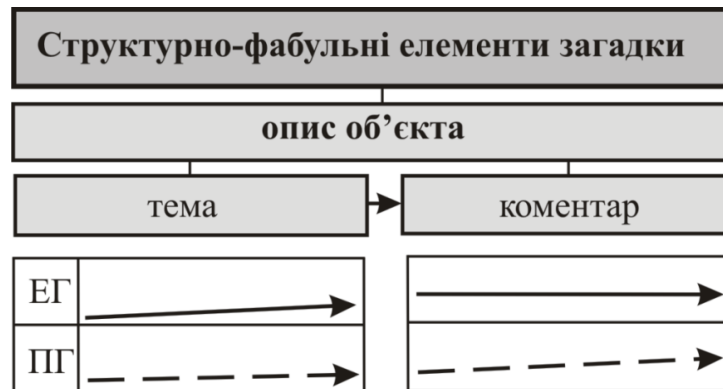 Структурно-фабульні елементи загадки
опис об’єкта
тема
коментар
ЕГ
ПГ